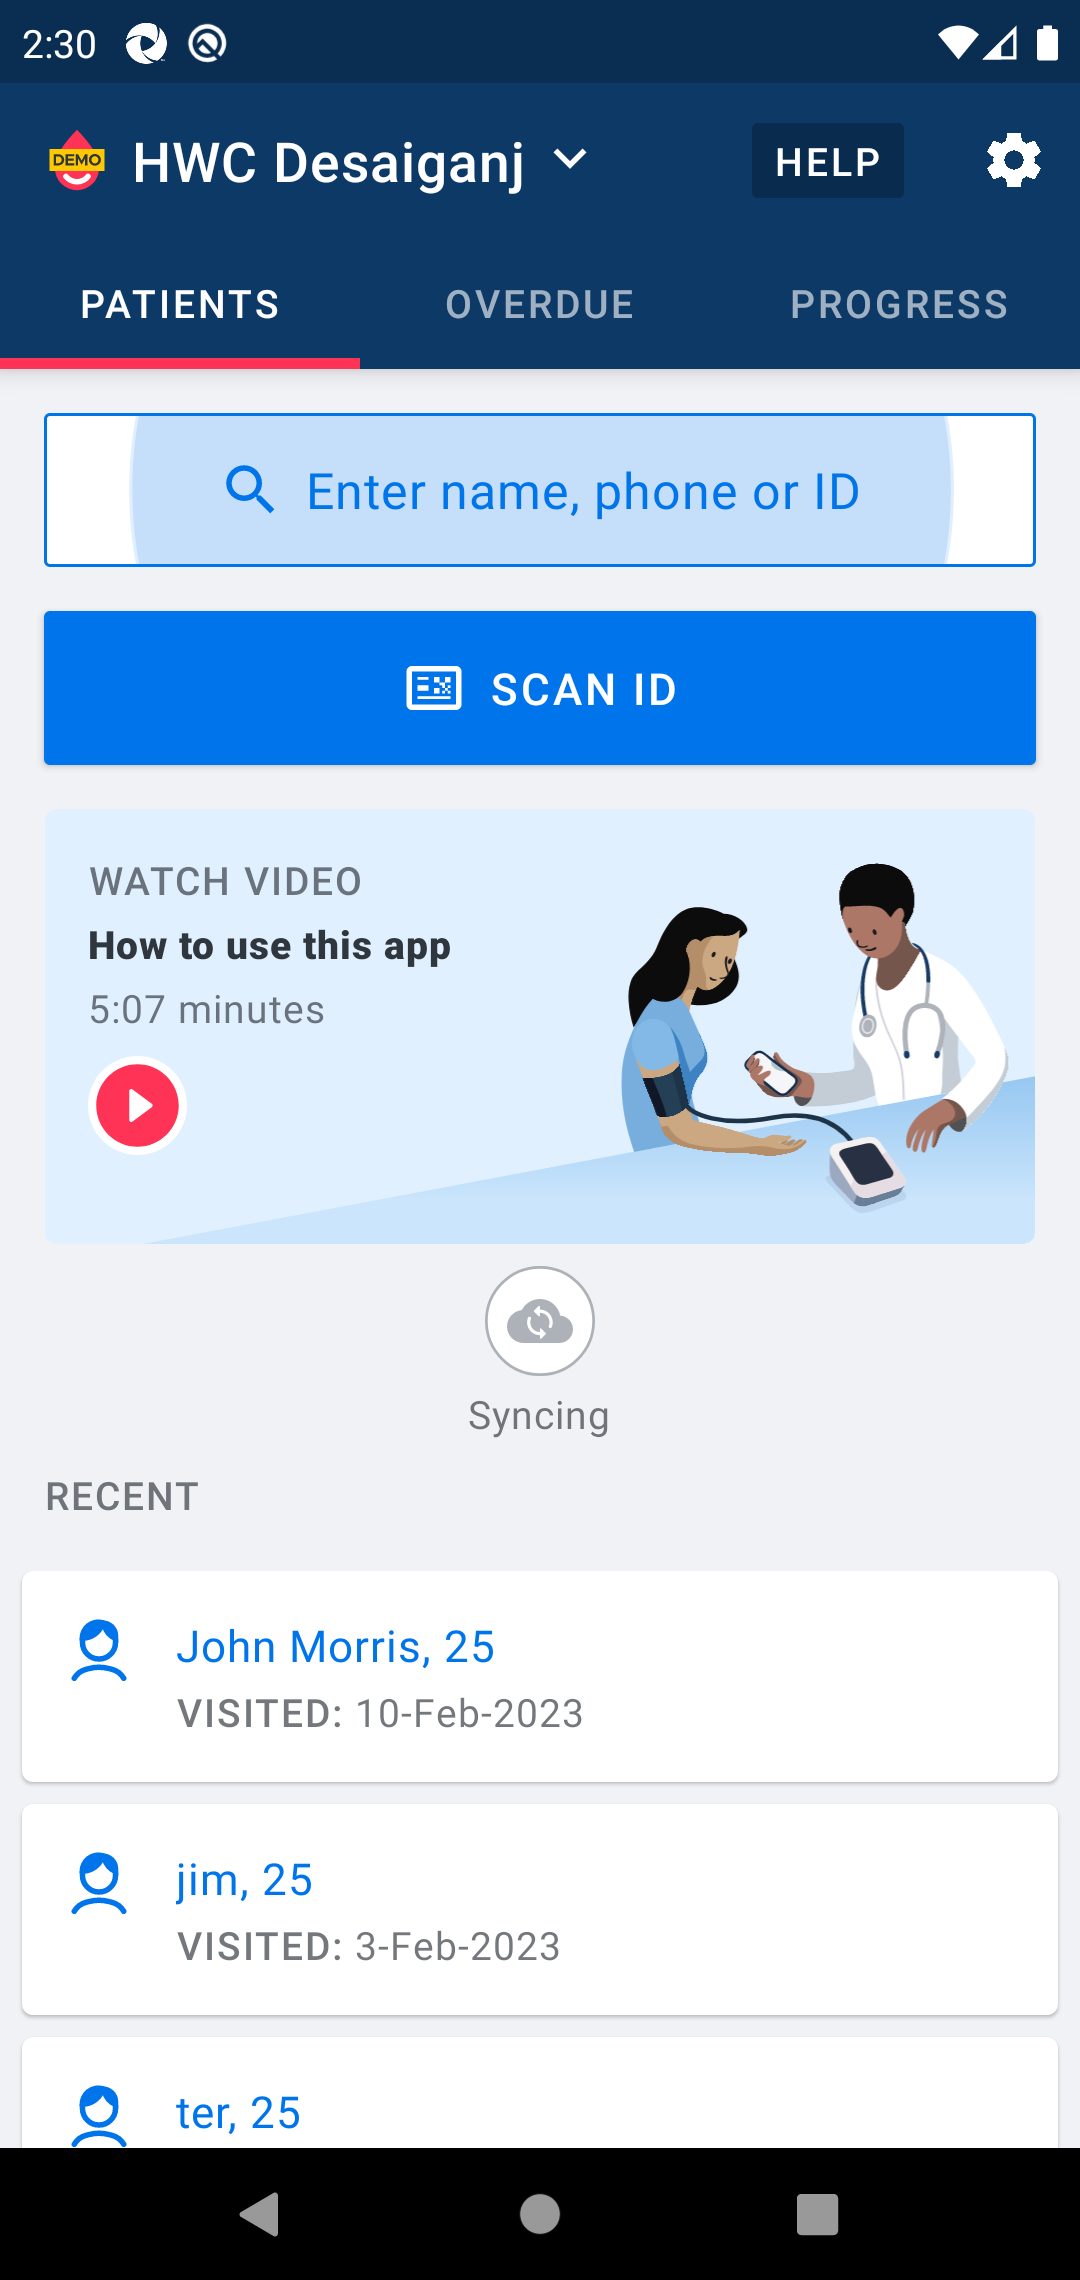 2:30
DEMO
HWC Desaiganj
HELP
PATIENTS
OVERDUE
PROGRESS
Enter name, phone or ID
SCAN ID
WATCH VIDEO
How to use this app
5:07 minutes
Syncing
RECENT
John Morris, 25
VISITED: 10-Feb-2023
jim, 25
VISITED: 3-Feb-2023
ter, 25